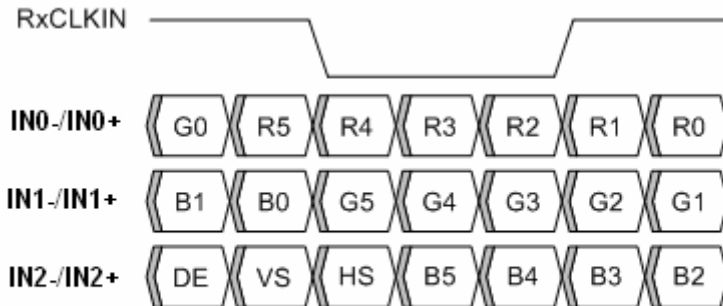 RxCLKIN
IN0-/IN0+ G0 R5 R4 R3 R2 R1 R0
IN1-/IN1+ B1 B0 G5 G4 G3 G2 G1
IN2-/IN2+ DE VS HS B5 B4 B3 B2